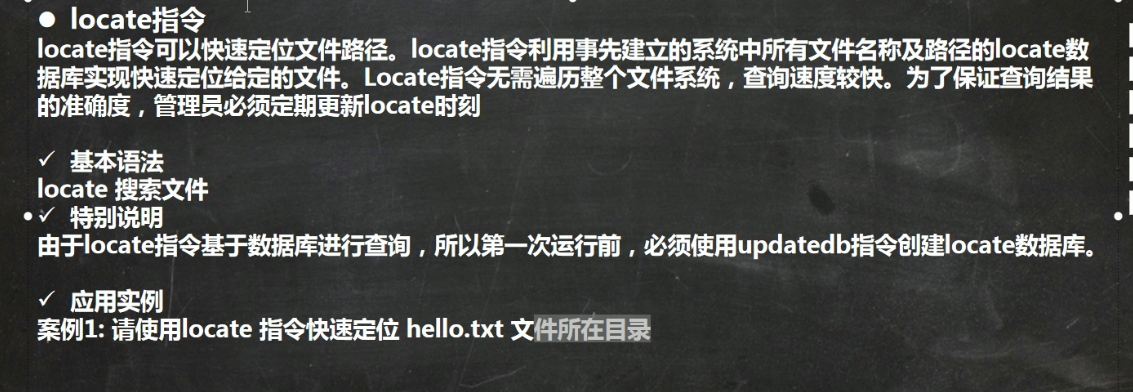 ● locate指令
locate指令可以快速定位文件路径。locate指令利用事先建立的系统中所有文件名称及路径的locate数
据库实现快速定位给定的文件。Locate指令无需遍历整个文件系统，查询速度较快。为了保证查询结果
的准确度，管理员必须定期更新locate时刻
✓ 基本语法
locate 搜索文件
✓ 特别说明
由于locate指令基于数据库进行查询，所以第一次运行前，必须使用updatedb指令创建locate数据库。
✓ 应用实例
案例1: 请使用locate 指令快速定位 hello.txt 文件所在目录